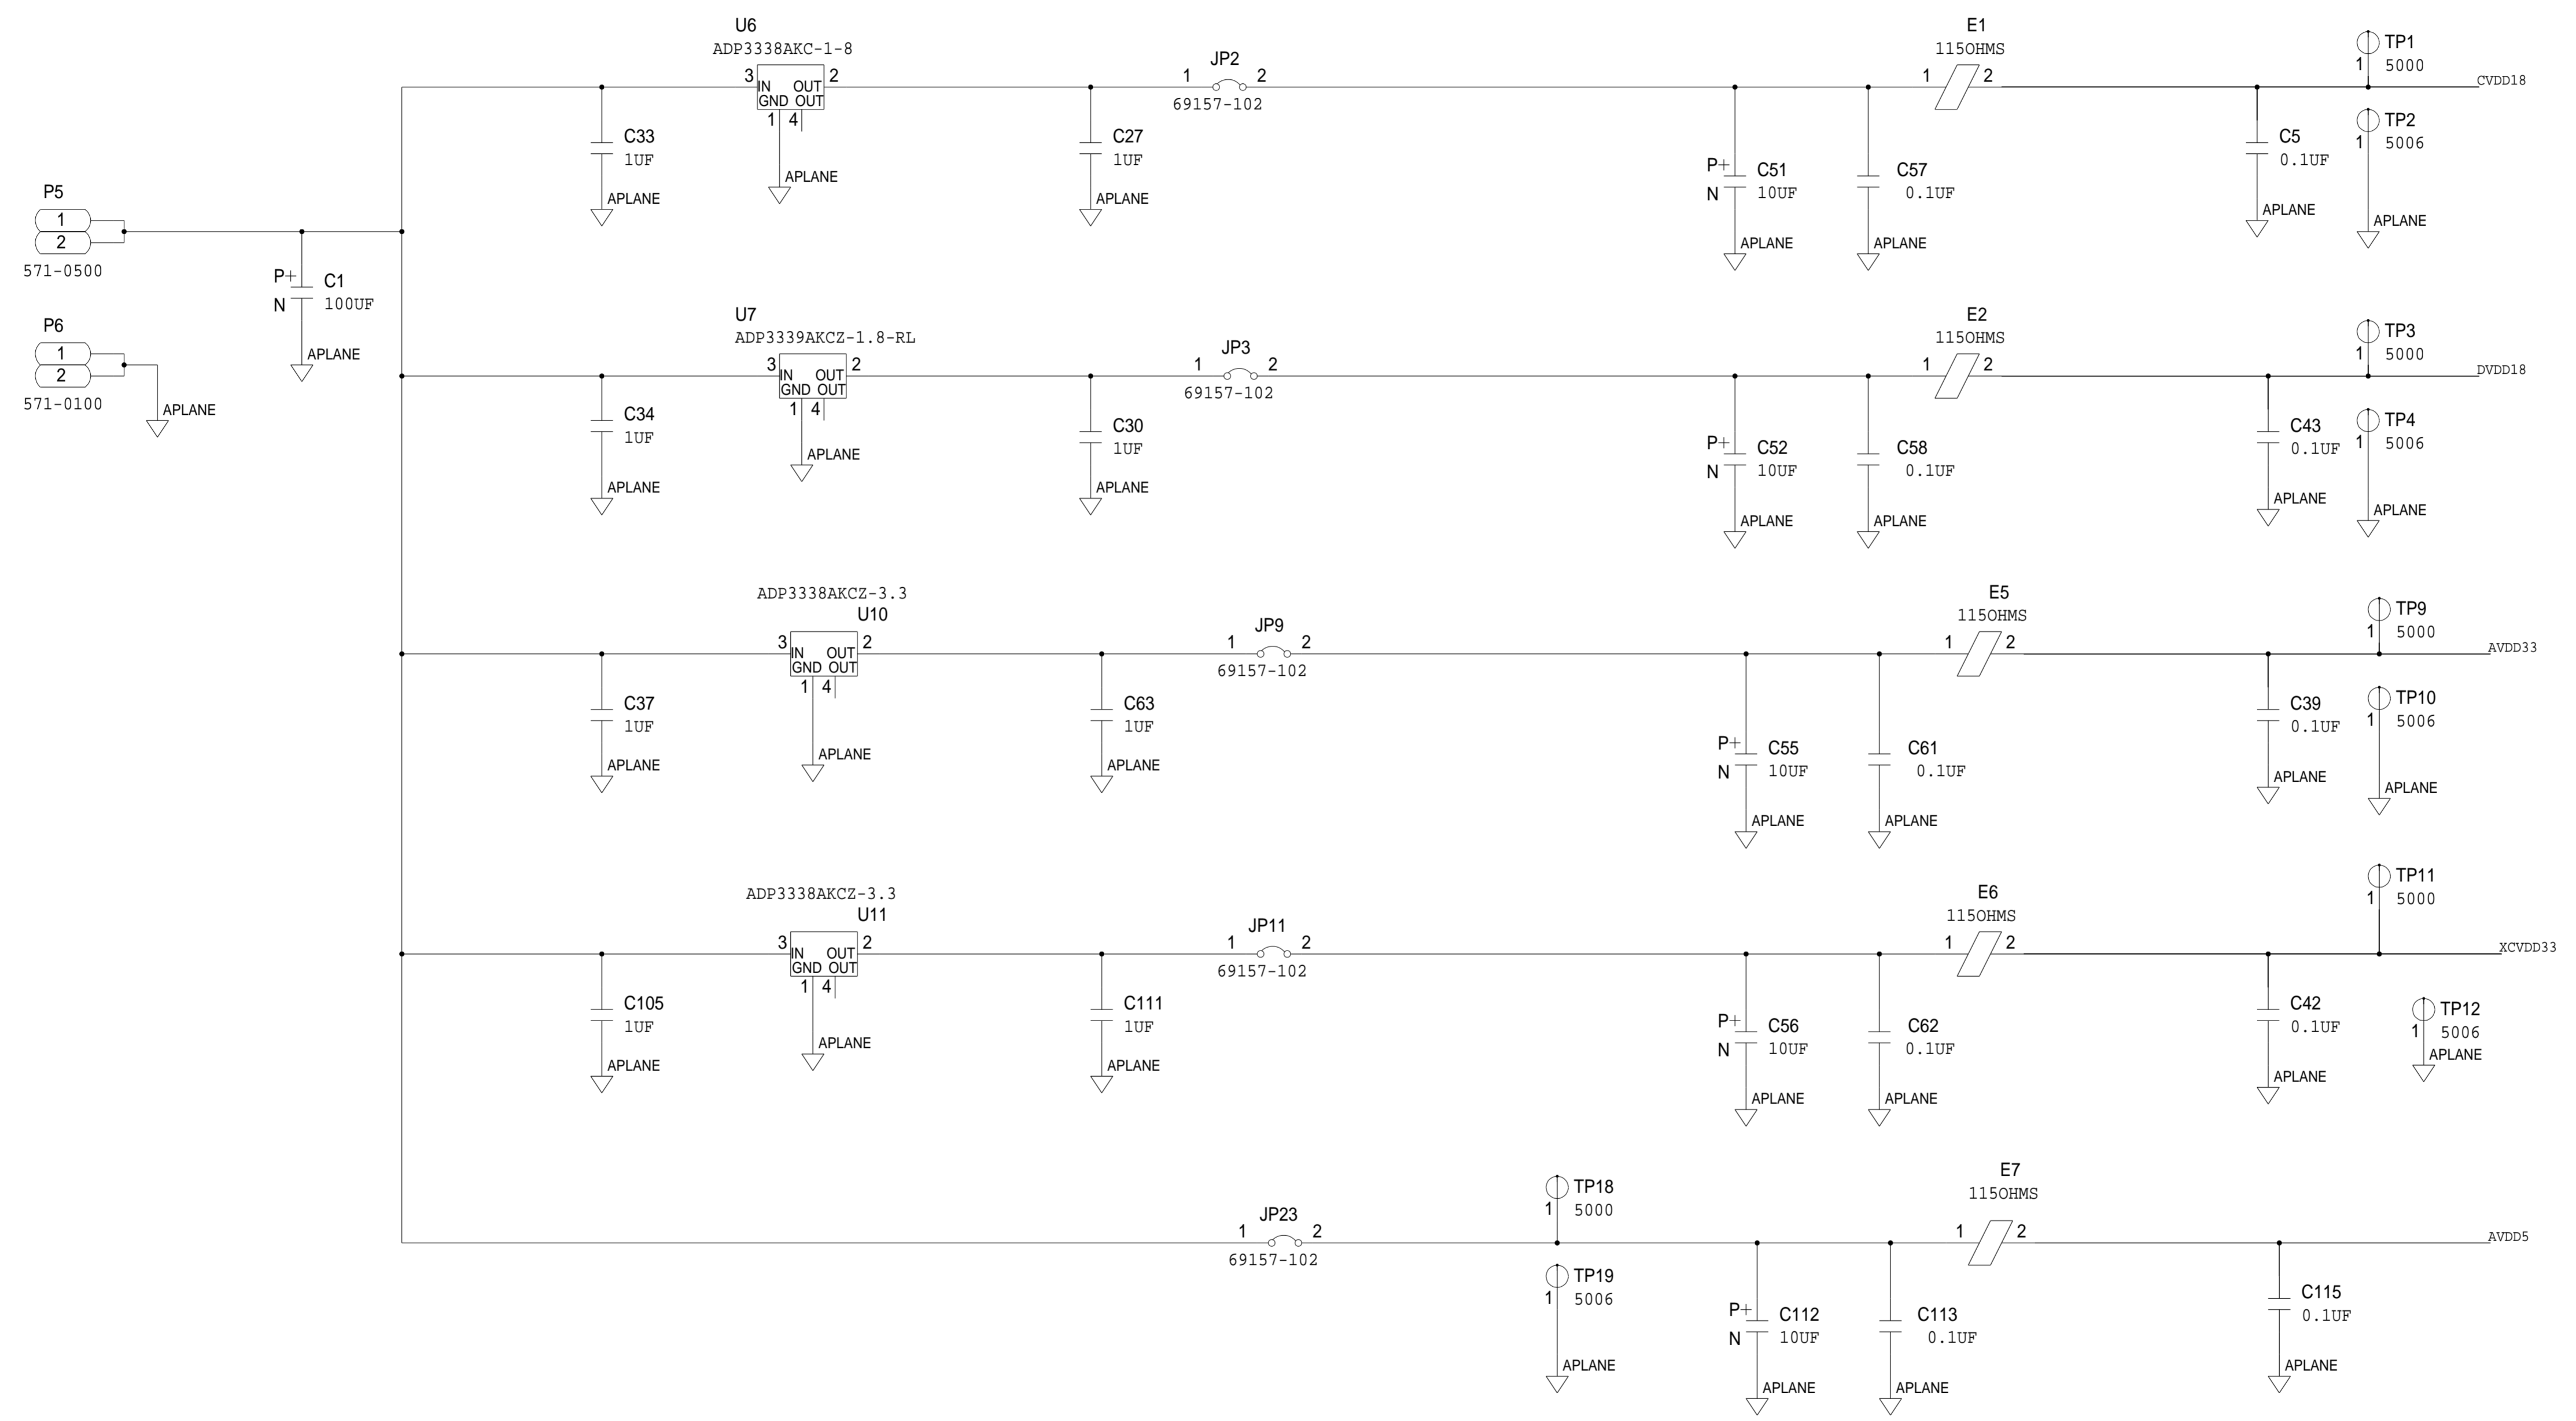 U6
ADP3338AKC-1-8
3
IN OUT
GND OUT
2
1 4
APLANE
C33
1UF
APLANE
C27
1UF
APLANE
JP2
1 2
69157-102
P+
N
C51
10UF
APLANE
C57
0.1UF
APLANE
E1
115OHMS
1 2
C5
0.1UF
APLANE
TP1
1 5000
CVDD18
TP2
1 5006
APLANE
P5
1
2
571-0500
P6
1
2
571-0100
APLANE
P+
N
C1
100UF
APLANE
U7
ADP3339AKCZ-1.8-RL
3
IN OUT
GND OUT
2
1 4
APLANE
C34
1UF
APLANE
C30
1UF
APLANE
JP3
1 2
69157-102
P+
N
C52
10UF
APLANE
C58
0.1UF
APLANE
E2
115OHMS
1 2
C43
0.1UF
APLANE
TP3
1 5000
DVDD18
TP4
1 5006
APLANE
ADP3338AKCZ-3.3
U10
3
IN OUT
GND OUT
2
1 4
APLANE
C37
1UF
APLANE
C63
1UF
APLANE
JP9
1 2
69157-102
P+
N
C55
10UF
APLANE
C61
0.1UF
APLANE
E5
115OHMS
1 2
C39
0.1UF
APLANE
TP9
1 5000
AVDD33
TP10
1 5006
APLANE
ADP3338AKCZ-3.3
U11
3
IN OUT
GND OUT
2
1 4
APLANE
C105
1UF
APLANE
C111
1UF
APLANE
JP11
1 2
69157-102
P+
N
C56
10UF
APLANE
C62
0.1UF
APLANE
E6
115OHMS
1 2
C42
0.1UF
APLANE
TP11
1 5000
XCVDD33
TP12
1 5006
APLANE
JP23
1 2
69157-102
TP18
1 5000
TP19
1 5006
APLANE
P+
N
C112
10UF
APLANE
C113
0.1UF
APLANE
E7
115OHMS
1 2
AVDD5
C115
0.1UF
APLANE